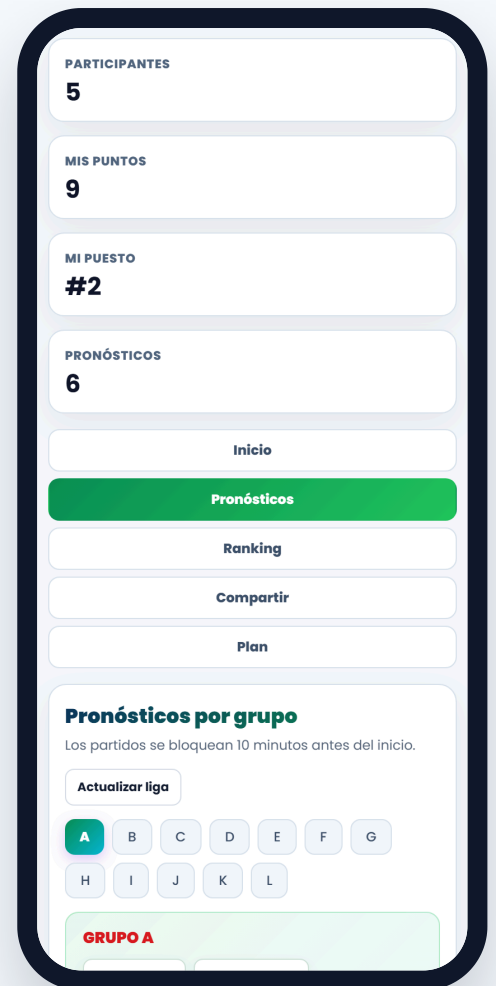 PARTICIPANTES
5
MIS PUNTOS
9
MI PUESTO
#2
PRONÓSTICOS
6
Inicio
Pronósticos
Ranking
Compartir
Plan
Pronósticos por grupo
Los partidos se bloquean 10 minutos antes del inicio.
Actualizar liga
A B C D E F G
H I J K L
GRUPO A